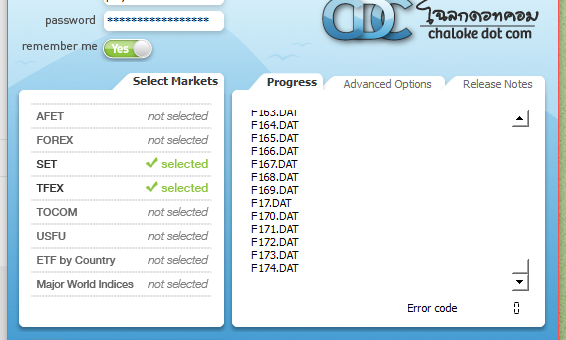 password
****************
remember me
Yes
CDC
โฉลกดอทคอม
chaloke dot com
Select Markets
AFET not selected
FOREX not selected
SET selected
TFEX selected
TOCOM not selected
USFU not selected
ETF by Country not selected
Major World Indices not selected
Progress
Advanced Options
Release Notes
F163.DAT
F164.DAT
F165.DAT
F166.DAT
F167.DAT
F168.DAT
F169.DAT
F17.DAT
F170.DAT
F171.DAT
F172.DAT
F173.DAT
F174.DAT
Error code
0